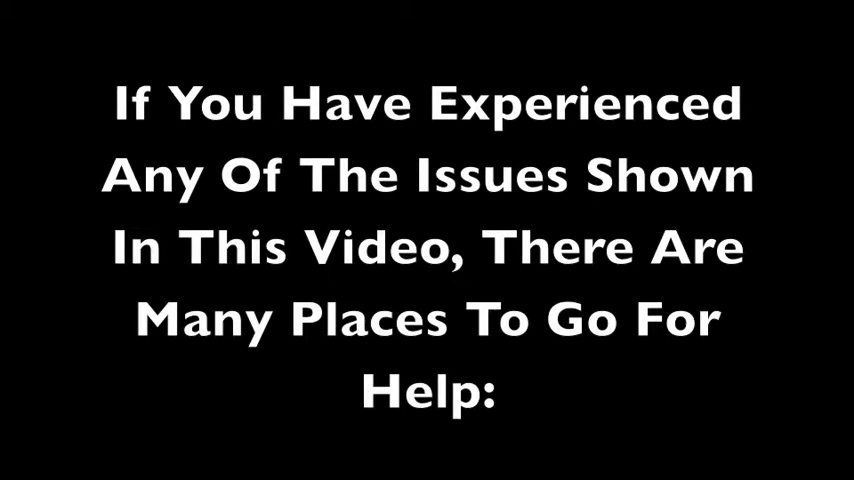 If You Have Experienced
Any Of The Issues Shown
In This Video, There Are
Many Places To Go For
Help: